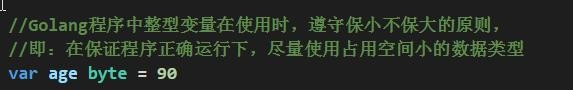 //Golang程序中整型变量在使用时，遵守保小不保大的原则，
//即：在保证程序正确运行下，尽量使用占用空间小的数据类型
var age byte = 90